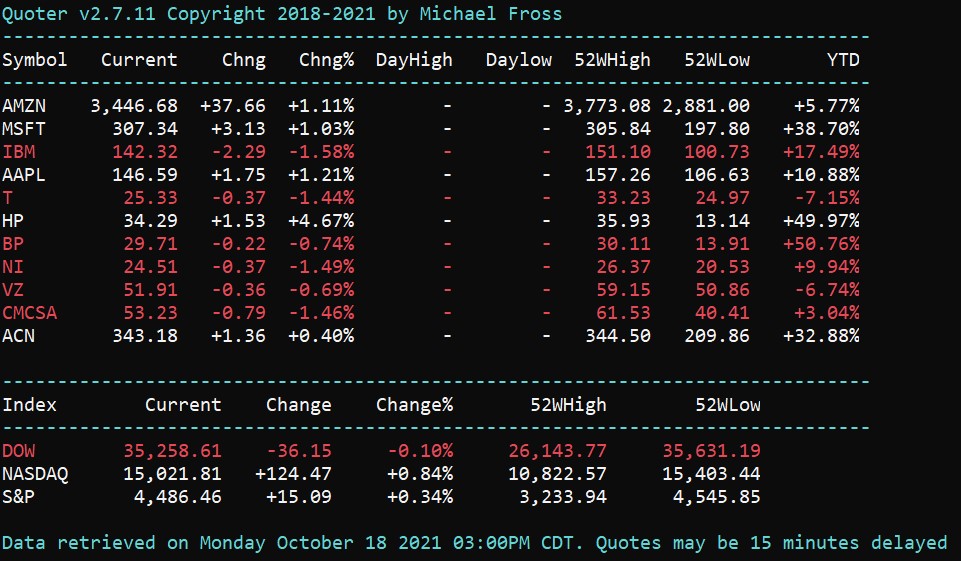 Quoter v2.7.11 Copyright 2018-2021 by Michael Fross
-------------------------------------------------------------------------------
Symbol   Current    Chng   Chng%  DayHigh   Daylow  52WHigh   52WLow       YTD
-------------------------------------------------------------------------------
AMZN    3,446.68  +37.66  +1.11%        -        - 3,773.08 2,881.00    +5.77%
MSFT      307.34   +3.13  +1.03%        -        -   305.84   197.80   +38.70%
IBM       142.32   -2.29  -1.58%        -        -   151.10   100.73   +17.49%
AAPL      146.59   +1.75  +1.21%        -        -   157.26   106.63   +10.88%
T          25.33   -0.37  -1.44%        -        -    33.23    24.97    -7.15%
HP         34.29   +1.53  +4.67%        -        -    35.93    13.14   +49.97%
BP         29.71   -0.22  -0.74%        -        -    30.11    13.91   +50.76%
NI         24.51   -0.37  -1.49%        -        -    26.37    20.53    +9.94%
VZ         51.91   -0.36  -0.69%        -        -    59.15    50.86    -6.74%
CMCSA      53.23   -0.79  -1.46%        -        -    61.53    40.41    +3.04%
ACN       343.18   +1.36  +0.40%        -        -   344.50   209.86   +32.88%
-------------------------------------------------------------------------------
Index        Current    Change    Change%       52WHigh        52WLow
-------------------------------------------------------------------------------
DOW        35,258.61    -36.15     -0.10%     26,143.77     35,631.19
NASDAQ     15,021.81   +124.47     +0.84%     10,822.57     15,403.44
S&P         4,486.46    +15.09     +0.34%      3,233.94      4,545.85
Data retrieved on Monday October 18 2021 03:00PM CDT. Quotes may be 15 minutes delayed